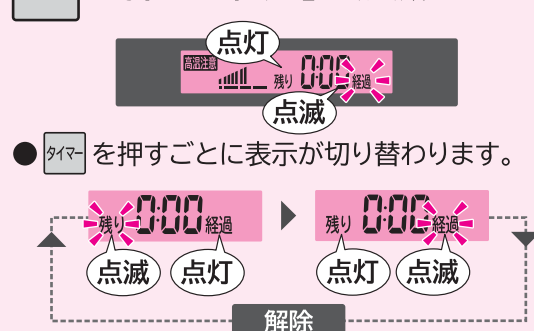 点灯
高温注意 残り 0:00 経過
点滅
● タイマー を押すごとに表示が切り替わります。
残り 0:00 経過 残り 0:00 経過
点滅 点灯 点灯 点滅
解除